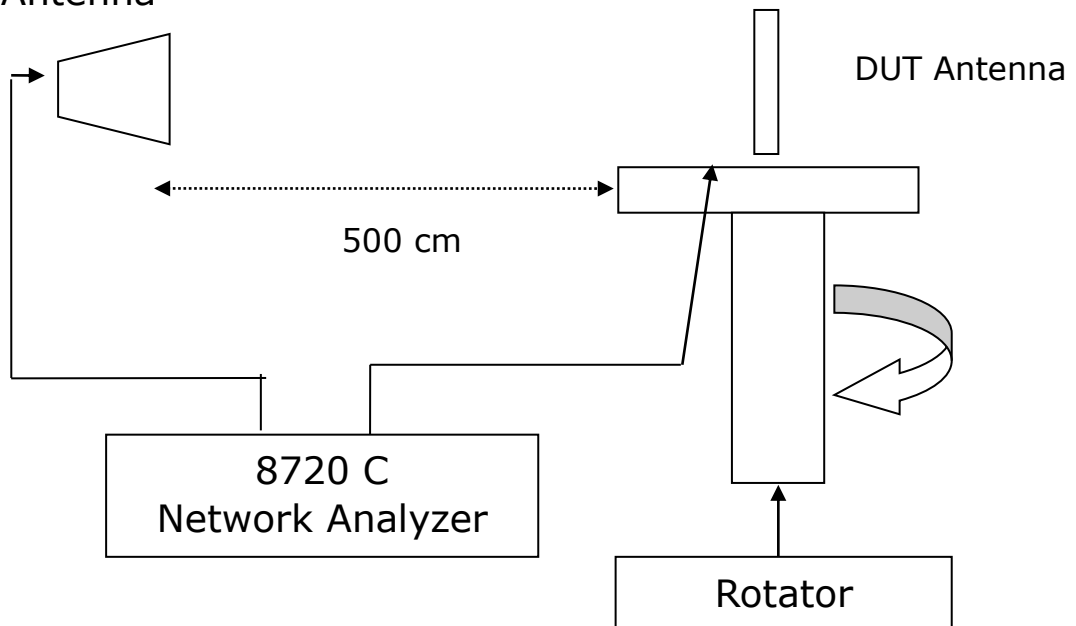 Antenna
DUT Antenna
500 cm
8720 C
Network Analyzer
Rotator